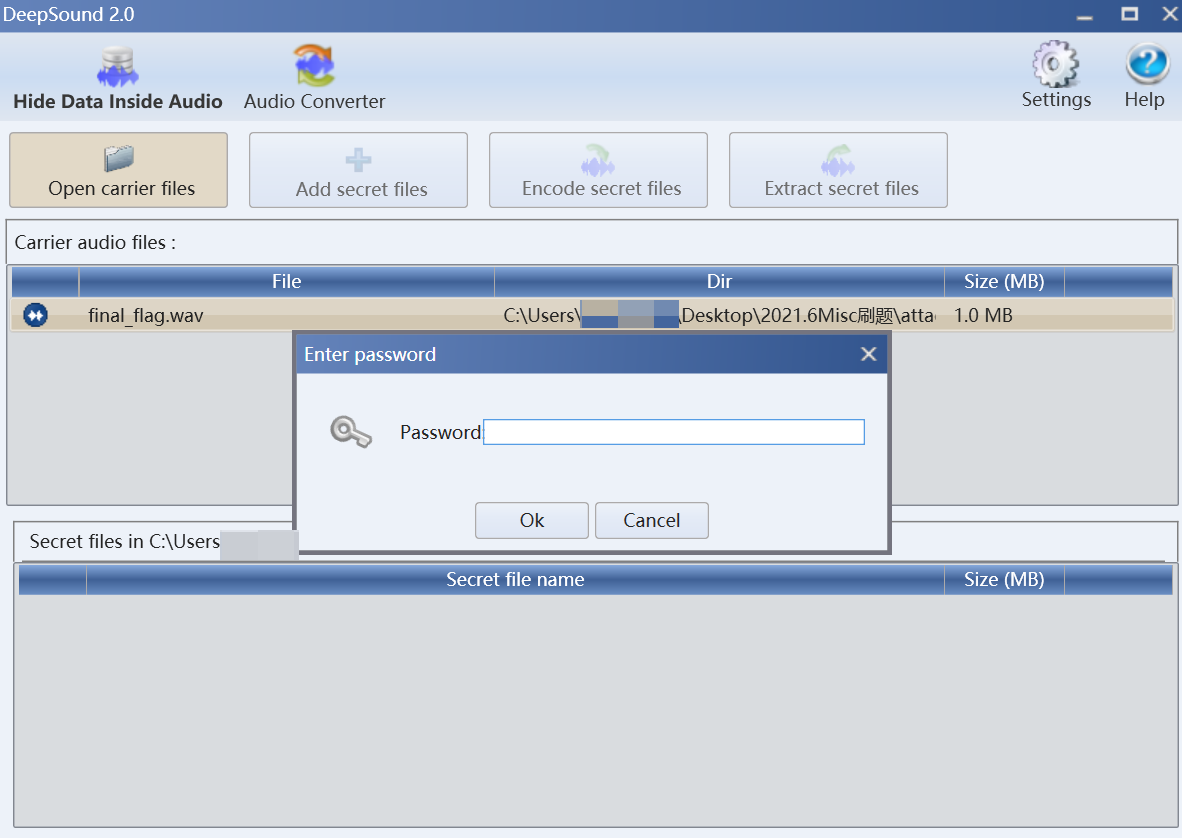 DeepSound 2.0
Hide Data Inside Audio Audio Converter Settings Help
Open carrier files Add secret files Encode secret files Extract secret files
Carrier audio files :
File Dir Size (MB)
final_flag.wav C:\Users\ \Desktop\2021.6Misc刷题\atta 1.0 MB
Enter password
Password:
Ok Cancel
Secret files in C:\Users
Secret file name Size (MB)